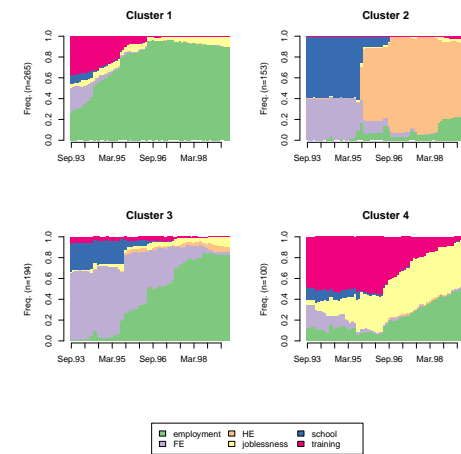 Cluster 1
Cluster 2
Freq. (n=265)
0.0 0.2 0.4 0.6 0.8 1.0
Sep.93 Mar.95 Sep.96 Mar.98
Freq. (n=153)
0.0 0.2 0.4 0.6 0.8 1.0
Sep.93 Mar.95 Sep.96 Mar.98
Cluster 3
Cluster 4
Freq. (n=194)
0.0 0.2 0.4 0.6 0.8 1.0
Sep.93 Mar.95 Sep.96 Mar.98
Freq. (n=100)
0.0 0.2 0.4 0.6 0.8 1.0
Sep.93 Mar.95 Sep.96 Mar.98
employment HE school
FE joblessness training